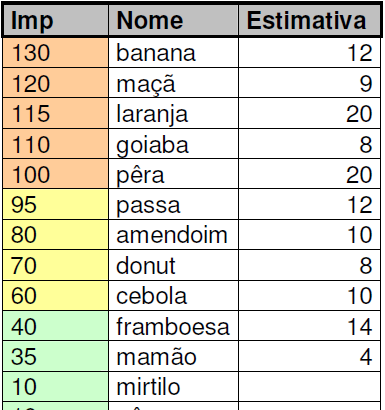 Imp Nome Estimativa
130 banana 12
120 maçã 9
115 laranja 20
110 goiaba 8
100 pêra 20
95 passa 12
80 amendoim 10
70 donut 8
60 cebola 10
40 framboesa 14
35 mamão 4
10 mirtilo